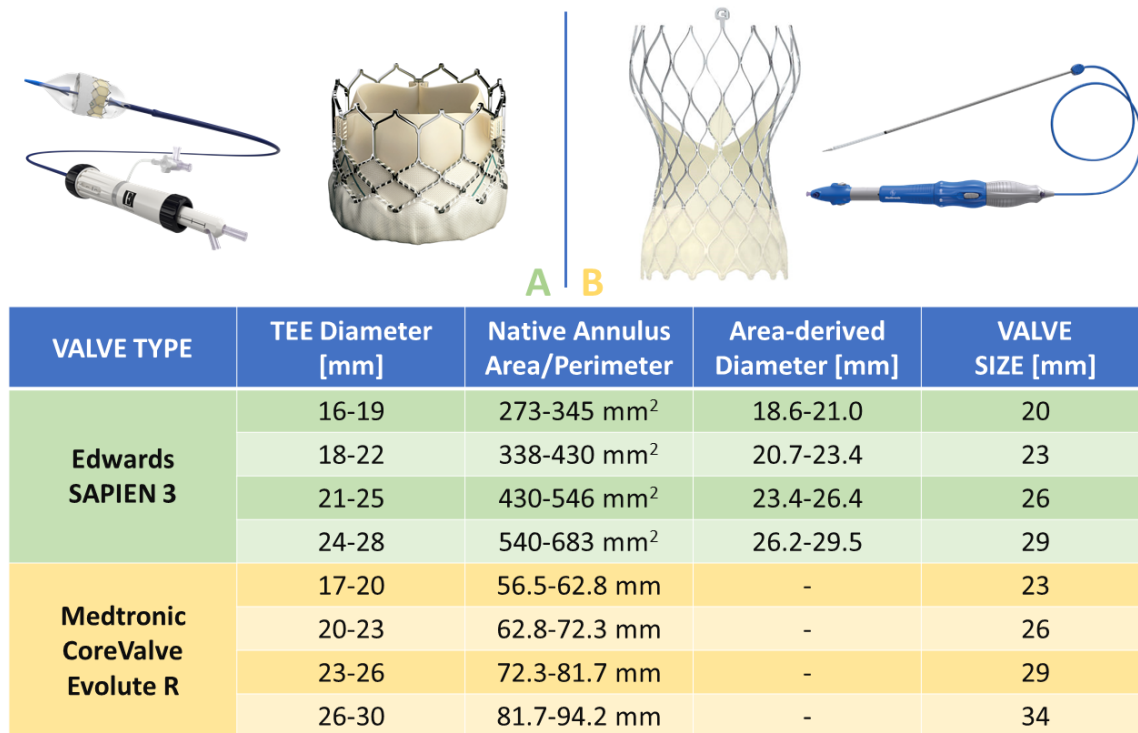 A B
VALVE TYPE
TEE Diameter
[mm]
Native Annulus
Area/Perimeter
Area-derived
Diameter [mm]
VALVE
SIZE [mm]
Edwards
SAPIEN 3
16-19 273-345 mm² 18.6-21.0 20
18-22 338-430 mm² 20.7-23.4 23
21-25 430-546 mm² 23.4-26.4 26
24-28 540-683 mm² 26.2-29.5 29
Medtronic
CoreValve
Evolute R
17-20 56.5-62.8 mm - 23
20-23 62.8-72.3 mm - 26
23-26 72.3-81.7 mm - 29
26-30 81.7-94.2 mm - 34